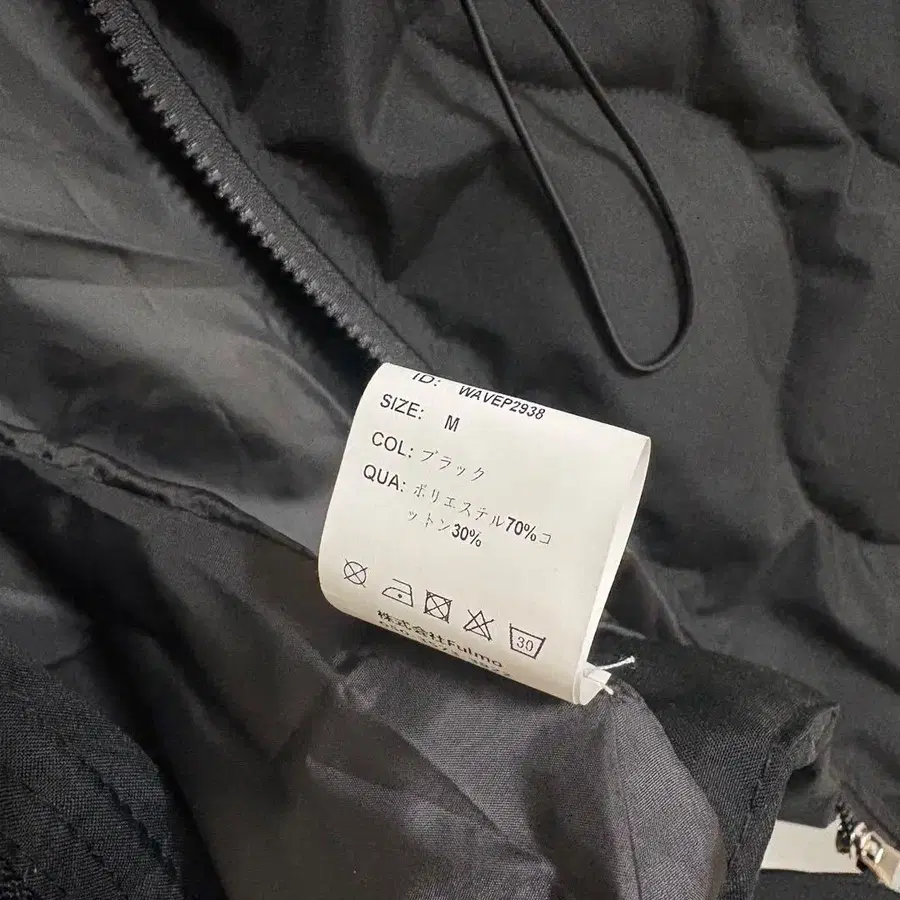 ID: WAVEP2938
SIZE: M
COL: ブラック
QUA: ポリエステル70%コ
ットン30%
30
株式会社Fulmo